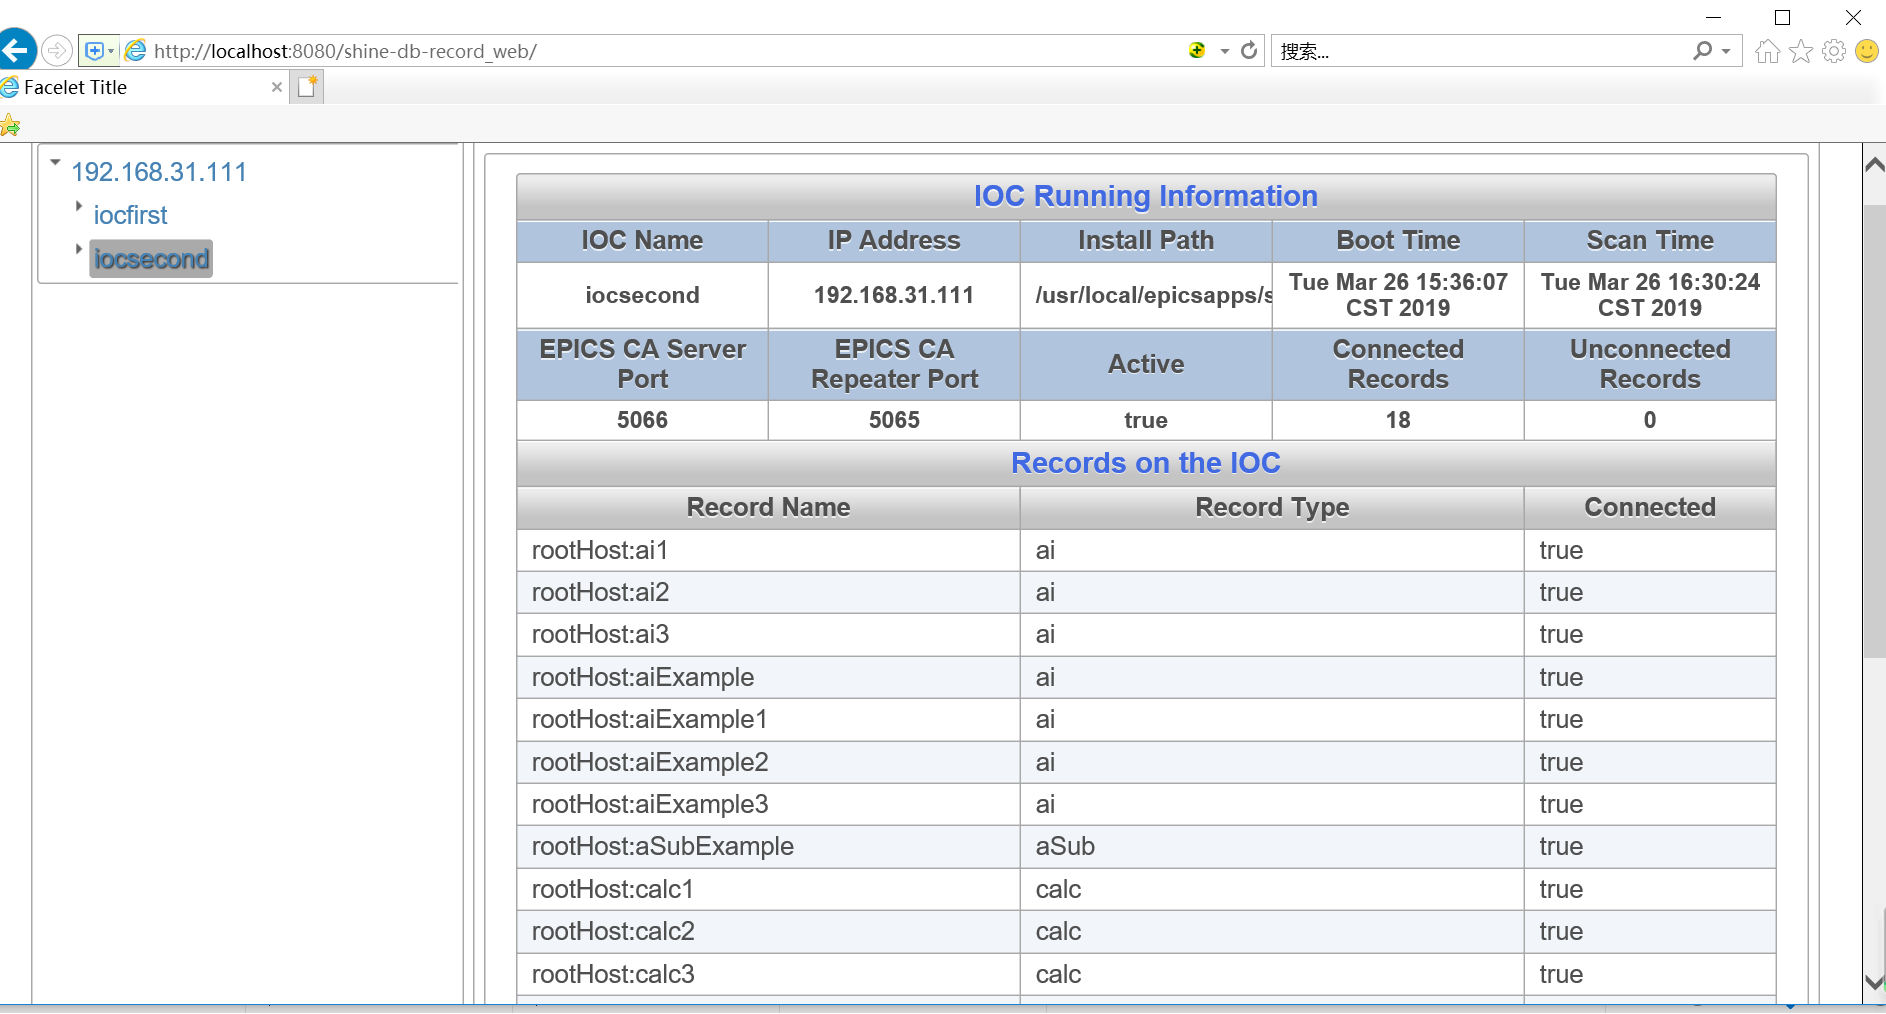 http://localhost:8080/shine-db-record_web/
搜索...
Facelet Title
192.168.31.111
iocfirst
iocsecond
IOC Running Information
IOC Name IP Address Install Path Boot Time Scan Time
iocsecond 192.168.31.111 /usr/local/epicsapps/s Tue Mar 26 15:36:07 CST 2019 Tue Mar 26 16:30:24 CST 2019
EPICS CA Server Port EPICS CA Repeater Port Active Connected Records Unconnected Records
5066 5065 true 18 0
Records on the IOC
Record Name Record Type Connected
rootHost:ai1 ai true
rootHost:ai2 ai true
rootHost:ai3 ai true
rootHost:aiExample ai true
rootHost:aiExample1 ai true
rootHost:aiExample2 ai true
rootHost:aiExample3 ai true
rootHost:aSubExample aSub true
rootHost:calc1 calc true
rootHost:calc2 calc true
rootHost:calc3 calc true